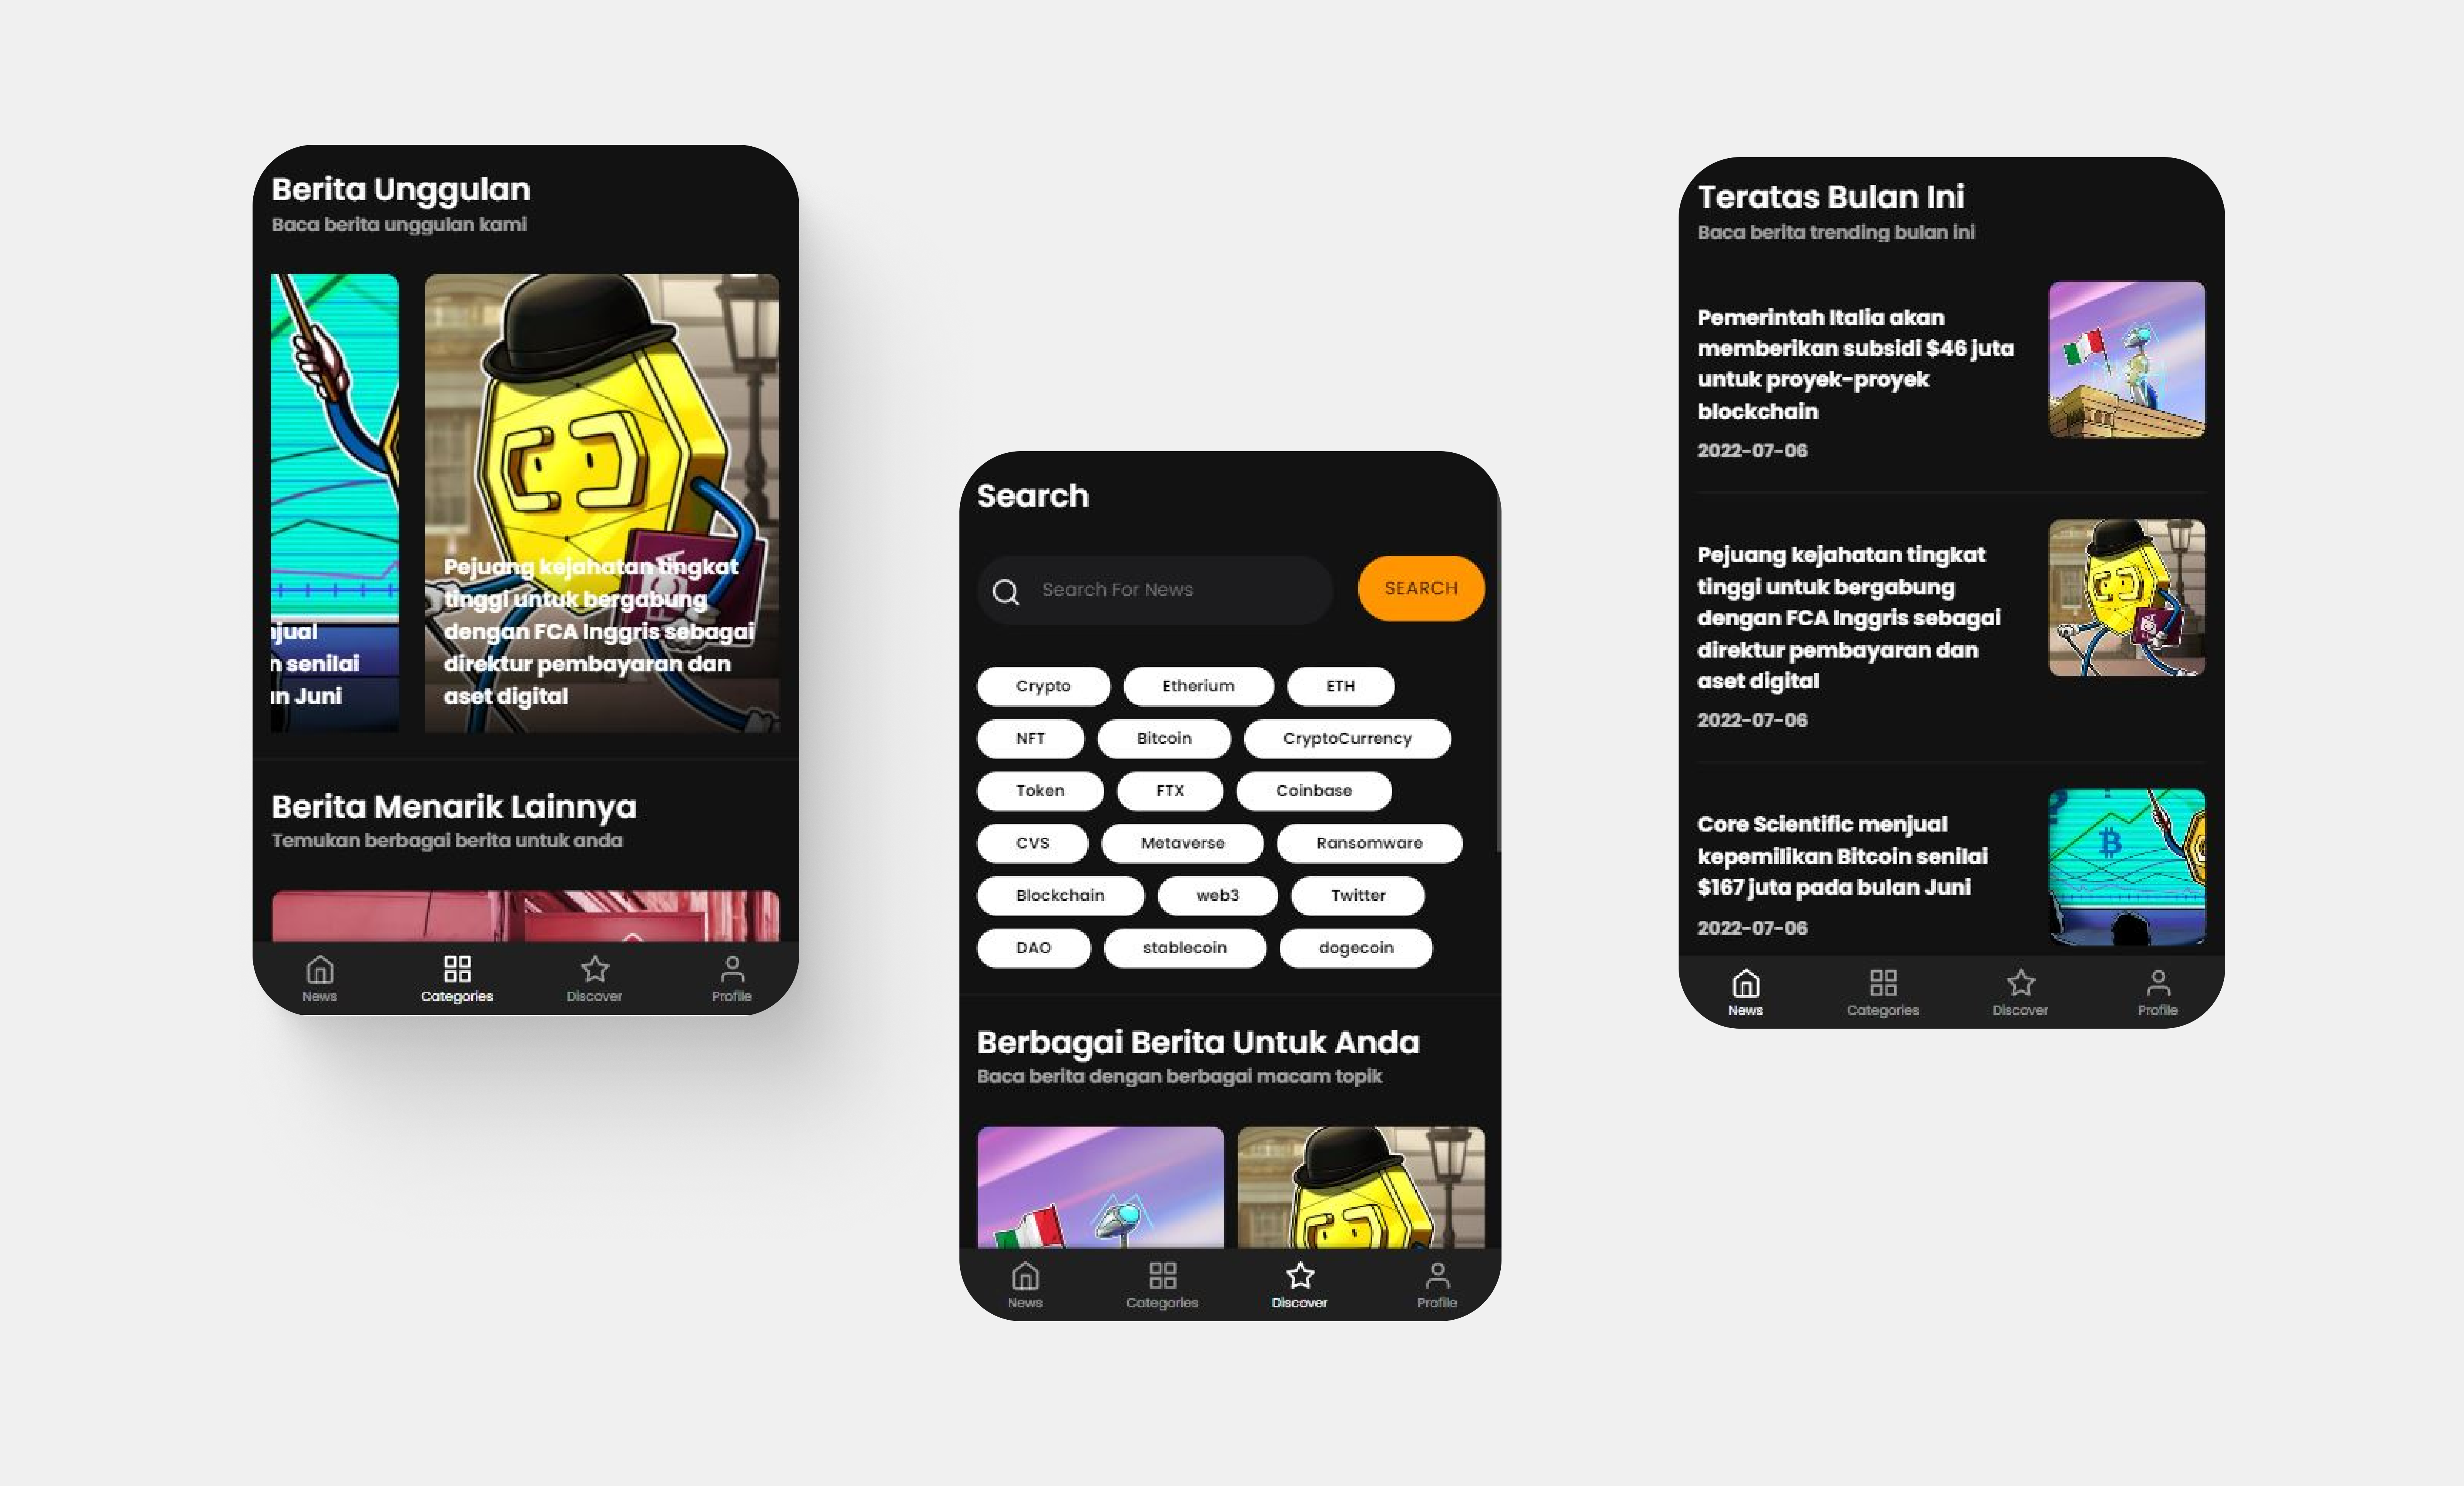 Berita Unggulan
Baca berita unggulan kami
jual
n senilai
n Juni
Pejuang kejahatan tingkat
tinggi untuk bergabung
dengan FCA Inggris sebagai
direktur pembayaran dan
aset digital
Berita Menarik Lainnya
Temukan berbagai berita untuk anda
News Categories Discover Profile
Search
Search For News SEARCH
Crypto Etherium ETH
NFT Bitcoin CryptoCurrency
Token FTX Coinbase
CVS Metaverse Ransomware
Blockchain web3 Twitter
DAO stablecoin dogecoin
Berbagai Berita Untuk Anda
Baca berita dengan berbagai macam topik
News Categories Discover Profile
Teratas Bulan Ini
Baca berita trending bulan ini
Pemerintah Italia akan
memberikan subsidi $46 juta
untuk proyek-proyek
blockchain
2022-07-06
Pejuang kejahatan tingkat
tinggi untuk bergabung
dengan FCA Inggris sebagai
direktur pembayaran dan
aset digital
2022-07-06
Core Scientific menjual
kepemilikan Bitcoin senilai
$167 juta pada bulan Juni
2022-07-06
News Categories Discover Profile